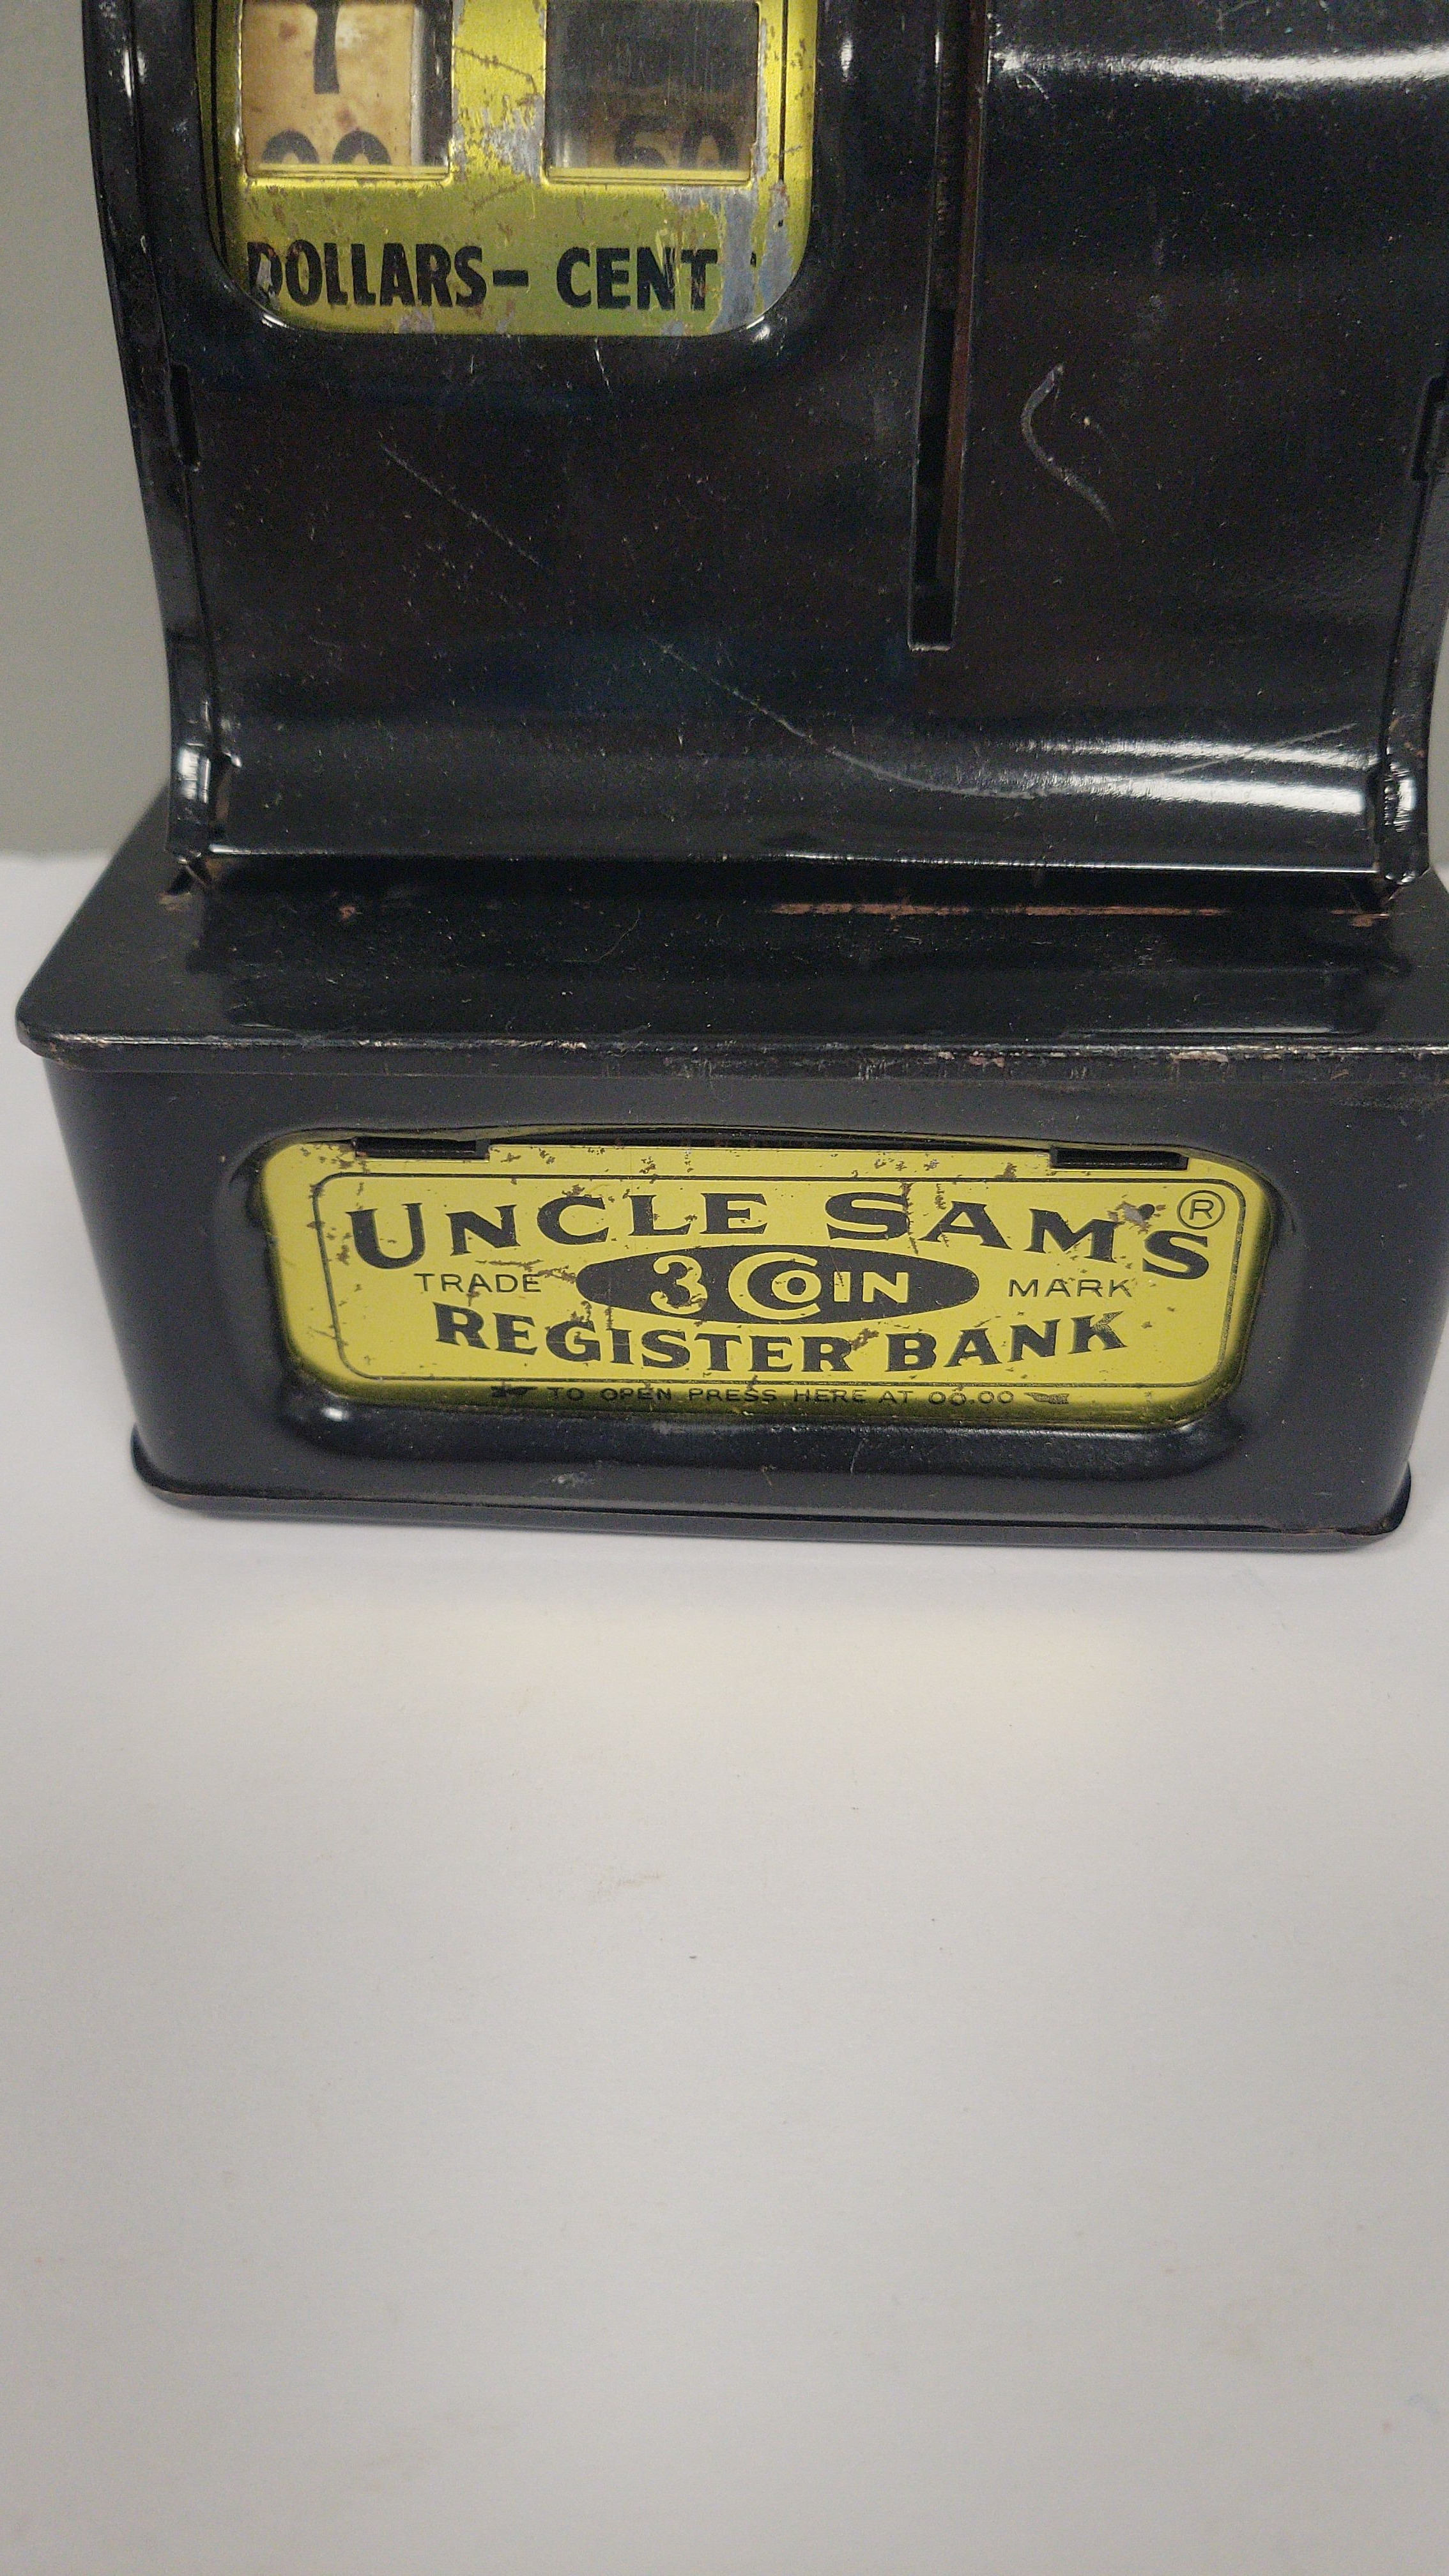 DOLLARS - CENT
UNCLE SAM'S ®
TRADE 3 COIN MARK
REGISTER BANK
TO OPEN PRESS HERE AT 00.00